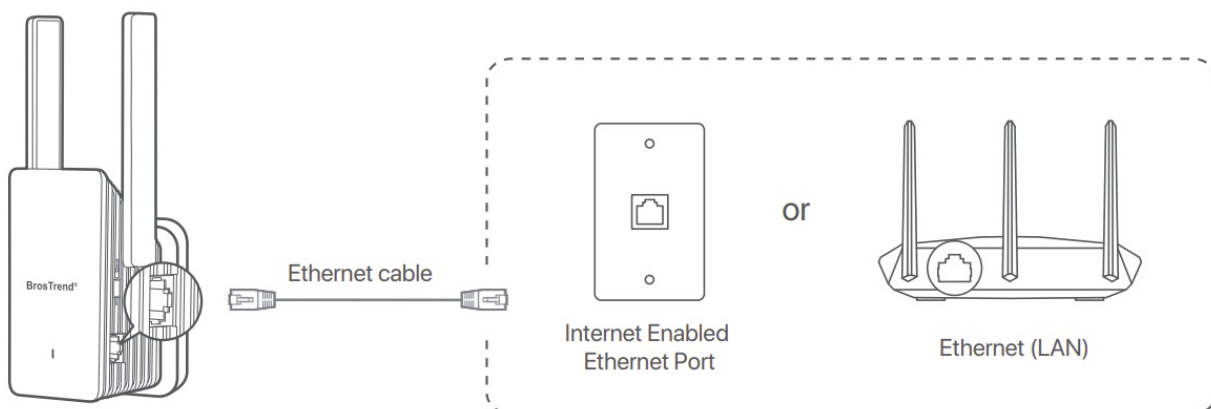 BrosTrend®
Ethernet cable
Internet Enabled
Ethernet Port
or
Ethernet (LAN)